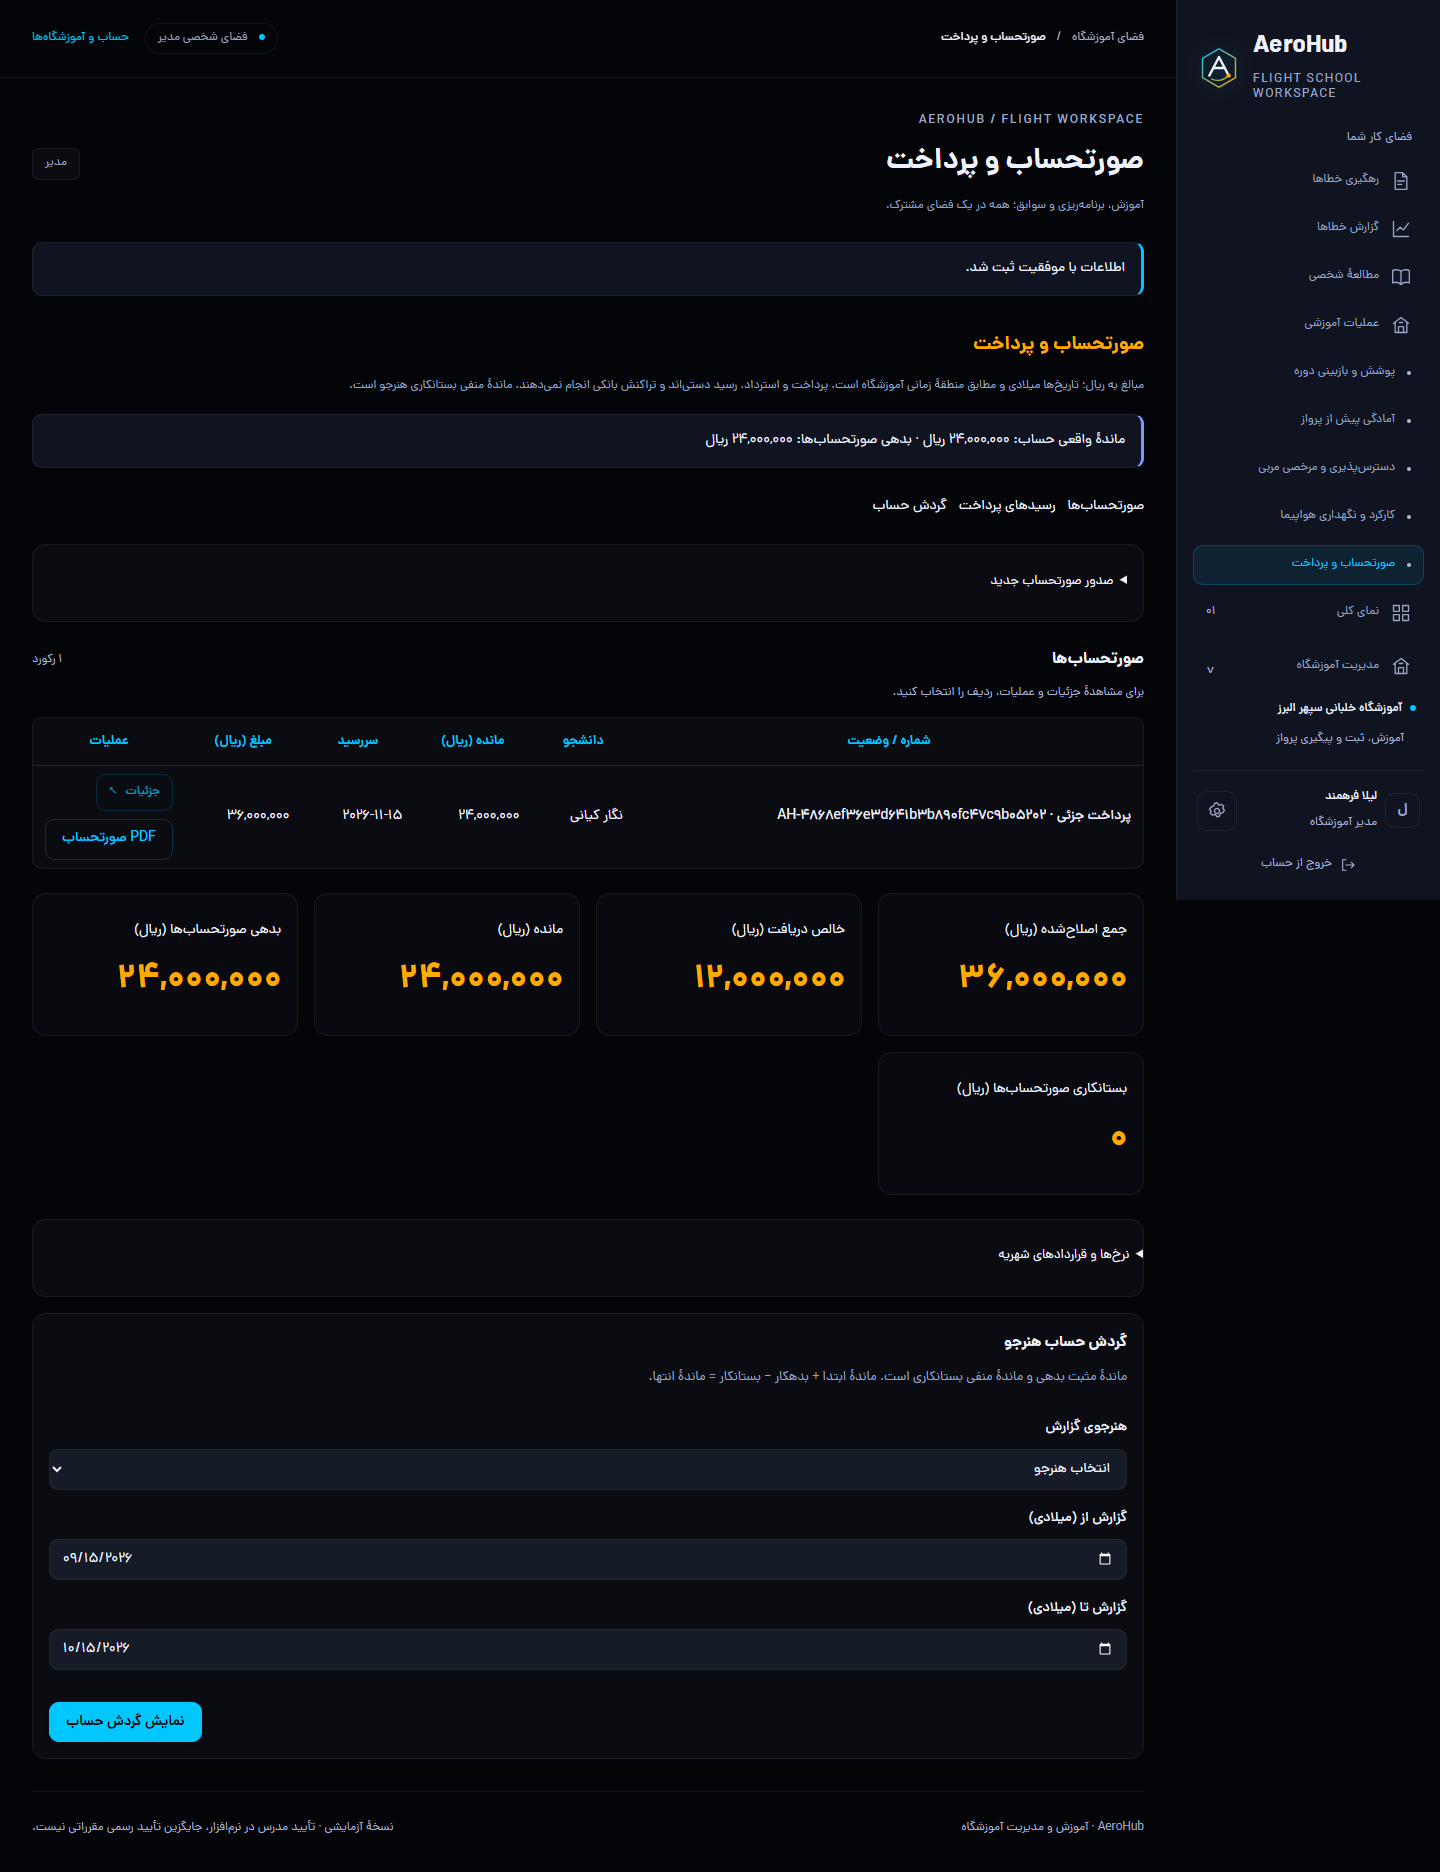 AeroHub
FLIGHT SCHOOL
WORKSPACE
فضای کار شما
رهگیری خطاها
گزارش خطاها
مطالعهٔ شخصی
عملیات آموزشی
پوشش و بازبینی دوره
آمادگی پیش از پرواز
دسترس‌پذیری و مرخصی مربی
کارکرد و نگهداری هواپیما
صورتحساب و پرداخت
نمای کلی ۰۱
مدیریت آموزشگاه ۷
آموزشگاه خلبانی سپهر البرز
آموزش، ثبت و پیگیری پرواز
ل لیلا فرهمند
مدیر آموزشگاه
خروج از حساب
فضای آموزشگاه / صورتحساب و پرداخت
فضای شخصی مدیر
حساب و آموزشگاه‌ها
AEROHUB / FLIGHT WORKSPACE
صورتحساب و پرداخت
مدیر
آموزش، برنامه‌ریزی و سوابق؛ همه در یک فضای مشترک.
اطلاعات با موفقیت ثبت شد.
صورتحساب و پرداخت
مبالغ به ریال؛ تاریخ‌ها میلادی و مطابق منطقهٔ زمانی آموزشگاه است. پرداخت و استرداد، رسید دستی‌اند و تراکنش بانکی انجام نمی‌دهند. ماندهٔ منفی بستانکاری هنرجو است.
ماندهٔ واقعی حساب: ۲۴,۰۰۰,۰۰۰ ریال · بدهی صورتحساب‌ها: ۲۴,۰۰۰,۰۰۰ ریال
صورتحساب‌ها رسیدهای پرداخت گردش حساب
صدور صورتحساب جدید
صورتحساب‌ها
۱ رکورد
برای مشاهدهٔ جزئیات و عملیات، ردیف را انتخاب کنید.
شماره / وضعیت دانشجو مانده (ریال) سررسید مبلغ (ریال) عملیات
پرداخت جزئی · AH-۴۸۶۸ef۳۶e۳d۶۴۱b۳b۸۹۰fc۴۷c۹b۰۵۲۰۲ نگار کیانی ۲۴,۰۰۰,۰۰۰ ۲۰۲۶-۱۱-۱۵ ۳۶,۰۰۰,۰۰۰ جزئیات
PDF صورتحساب
جمع اصلاح‌شده (ریال)
۳۶,۰۰۰,۰۰۰
خالص دریافت (ریال)
۱۲,۰۰۰,۰۰۰
مانده (ریال)
۲۴,۰۰۰,۰۰۰
بدهی صورتحساب‌ها (ریال)
۲۴,۰۰۰,۰۰۰
بستانکاری صورتحساب‌ها (ریال)
۰
نرخ‌ها و قراردادهای شهریه
گردش حساب هنرجو
ماندهٔ مثبت بدهی و ماندهٔ منفی بستانکاری است. ماندهٔ ابتدا + بدهکار − بستانکار = ماندهٔ انتها.
هنرجوی گزارش
انتخاب هنرجو
گزارش از (میلادی)
۰۹/۱۵/۲۰۲۶
گزارش تا (میلادی)
۱۰/۱۵/۲۰۲۶
نمایش گردش حساب
AeroHub · آموزش و مدیریت آموزشگاه
نسخهٔ آزمایشی · تأیید مدرس در نرم‌افزار، جایگزین تأیید رسمی مقرراتی نیست.